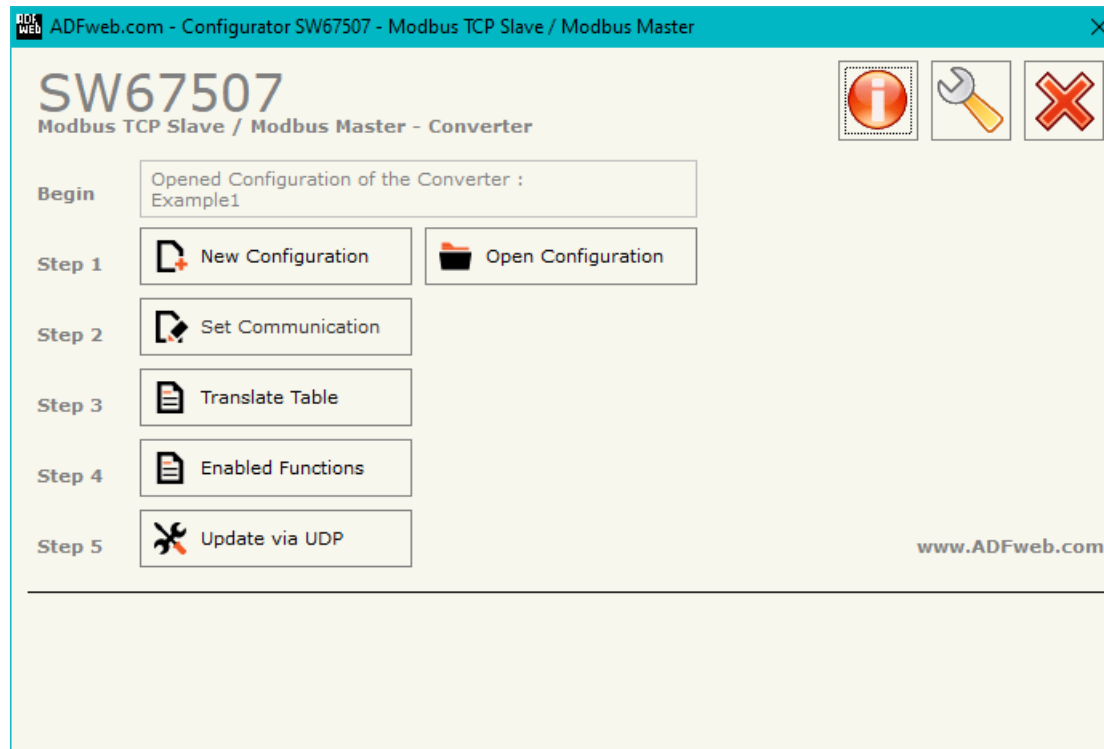 ADF
WEB
ADFweb.com - Configurator SW67507 - Modbus TCP Slave / Modbus Master
SW67507
Modbus TCP Slave / Modbus Master - Converter
Begin
Opened Configuration of the Converter :
Example1
Step 1
New Configuration
Open Configuration
Step 2
Set Communication
Step 3
Translate Table
Step 4
Enabled Functions
Step 5
Update via UDP
www.ADFweb.com